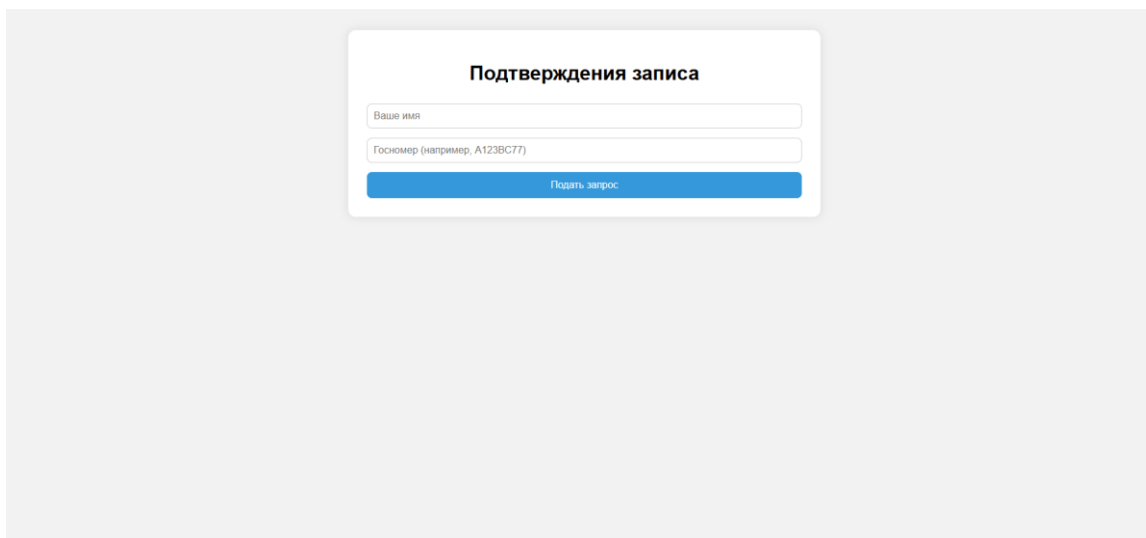 Подтверждения записа
Ваше имя
Госномер (например, А123ВС77)
Подать запрос